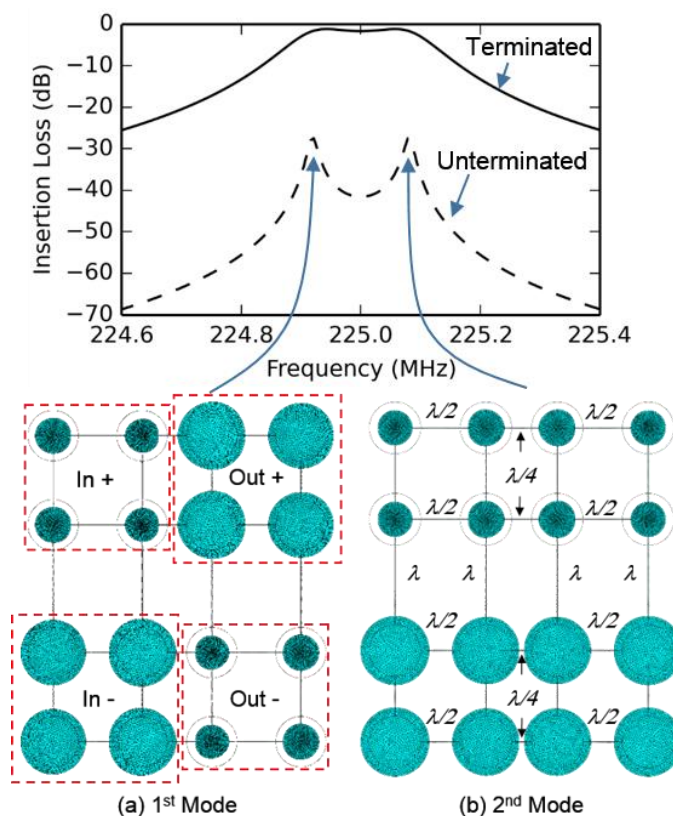 0
Terminated
−10
−20
−30
Unterminated
−40
−50
−60
−70
Insertion Loss (dB)
224.6 224.8 225.0 225.2 225.4
Frequency (MHz)
In +
Out +
In -
Out -
λ/2 λ/2
λ/4
λ/2 λ/2
λ λ λ λ
λ/2 λ/2
λ/4
λ/2 λ/2
(a) 1st Mode
(b) 2nd Mode